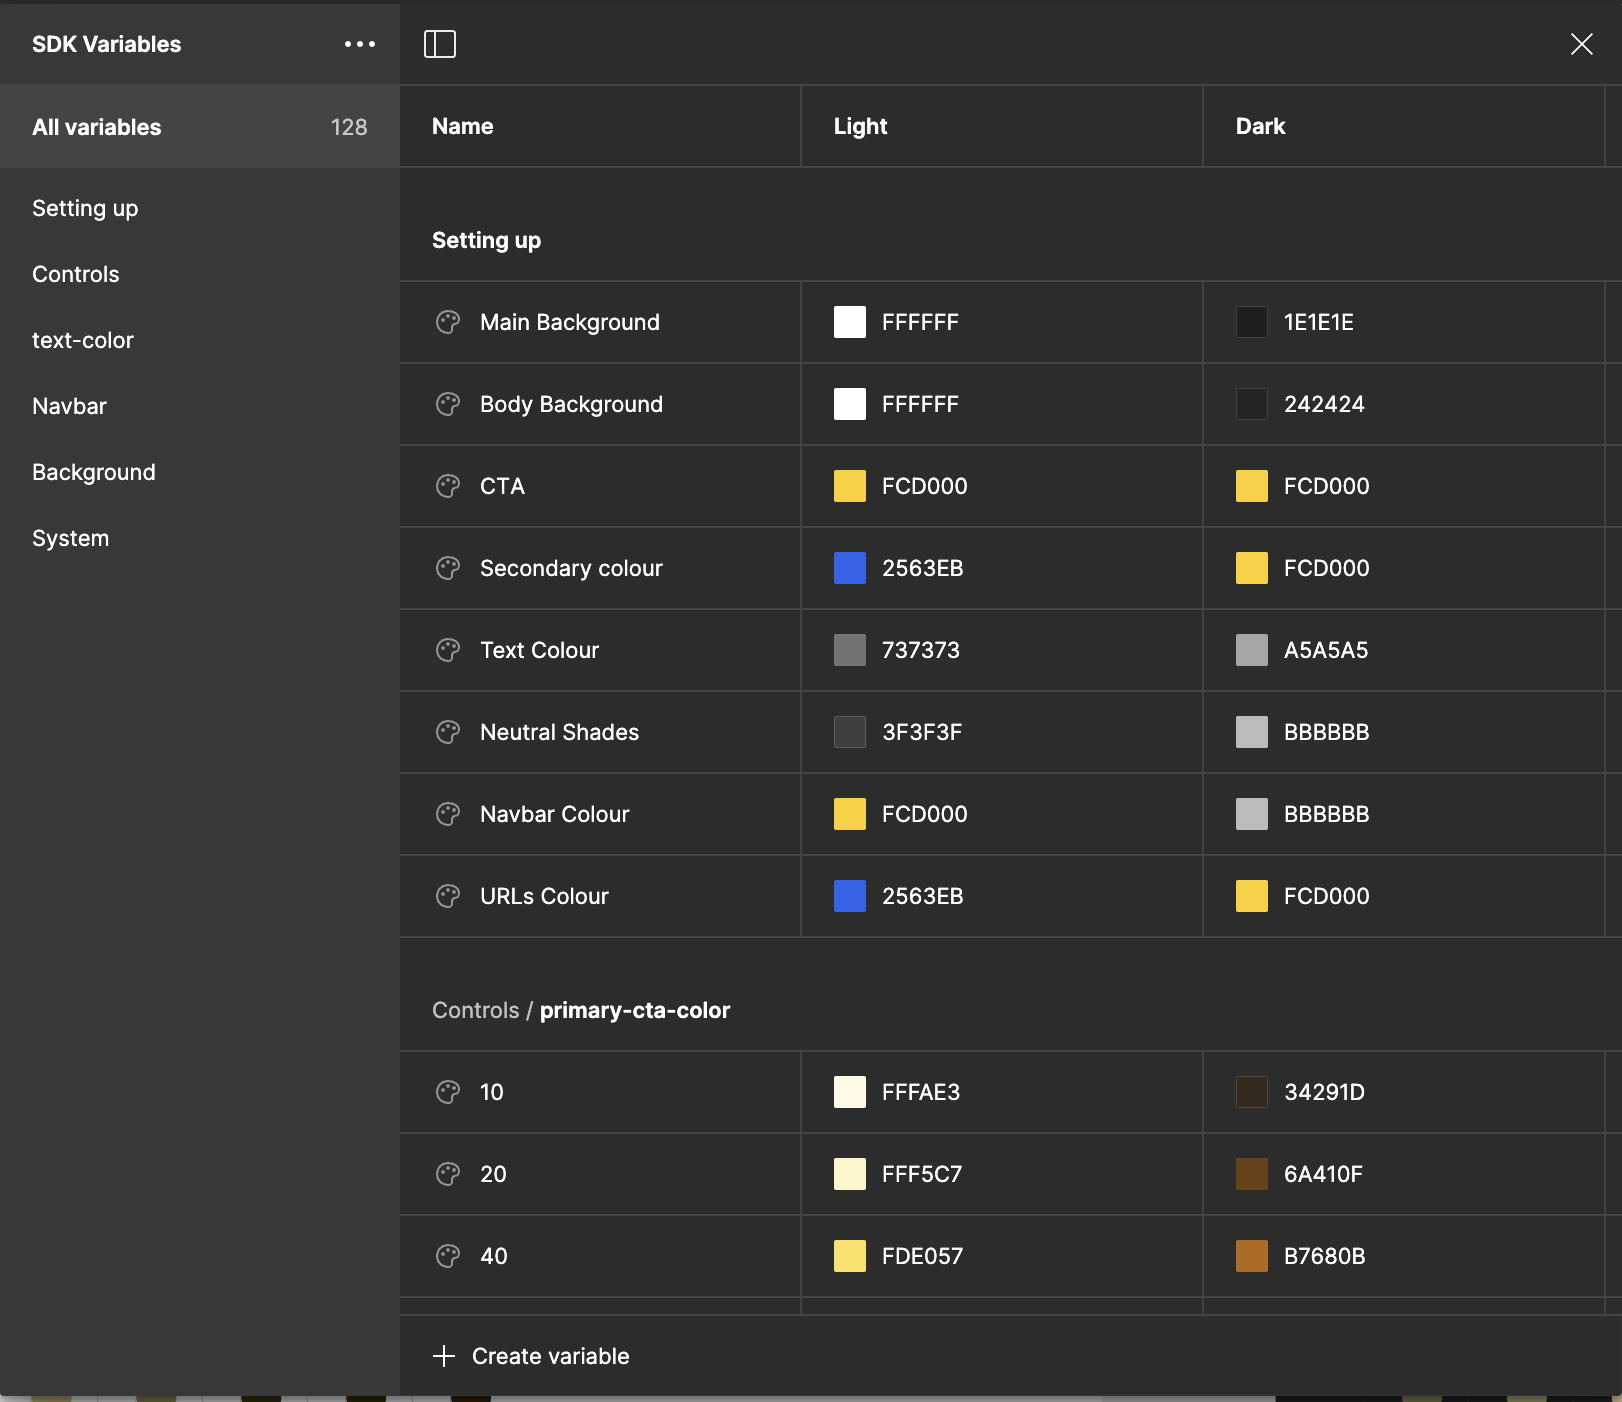 SDK Variables
All variables 128
Setting up
Controls
text-color
Navbar
Background
System
Name Light Dark
Setting up
Main Background FFFFFF 1E1E1E
Body Background FFFFFF 242424
CTA FCD000 FCD000
Secondary colour 2563EB FCD000
Text Colour 737373 A5A5A5
Neutral Shades 3F3F3F BBBBBB
Navbar Colour FCD000 BBBBBB
URLs Colour 2563EB FCD000
Controls / primary-cta-color
10 FFFAE3 34291D
20 FFF5C7 6A410F
40 FDE057 B7680B
Create variable